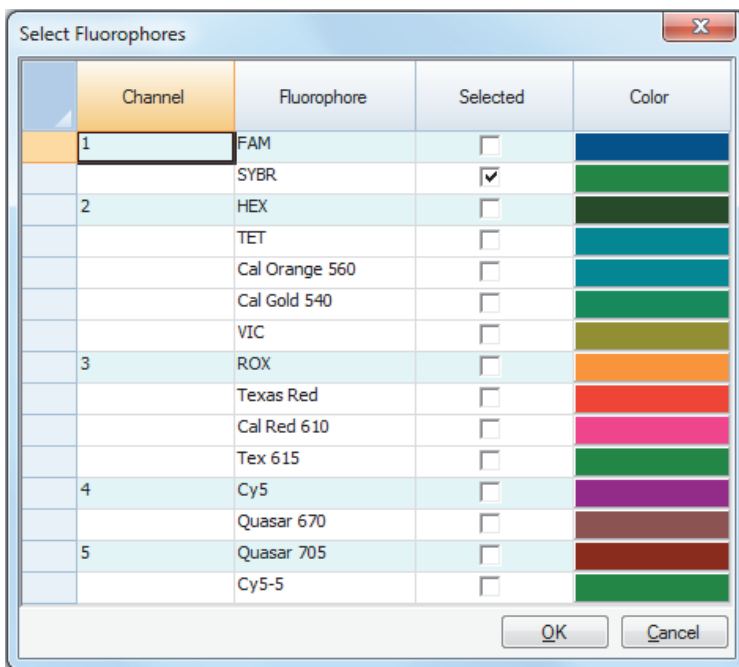 Select Fluorophores
Channel Fluorophore Selected Color
1 FAM
SYBR
2 HEX
TET
Cal Orange 560
Cal Gold 540
VIC
3 ROX
Texas Red
Cal Red 610
Tex 615
4 Cy5
Quasar 670
5 Quasar 705
Cy5-5
OK Cancel